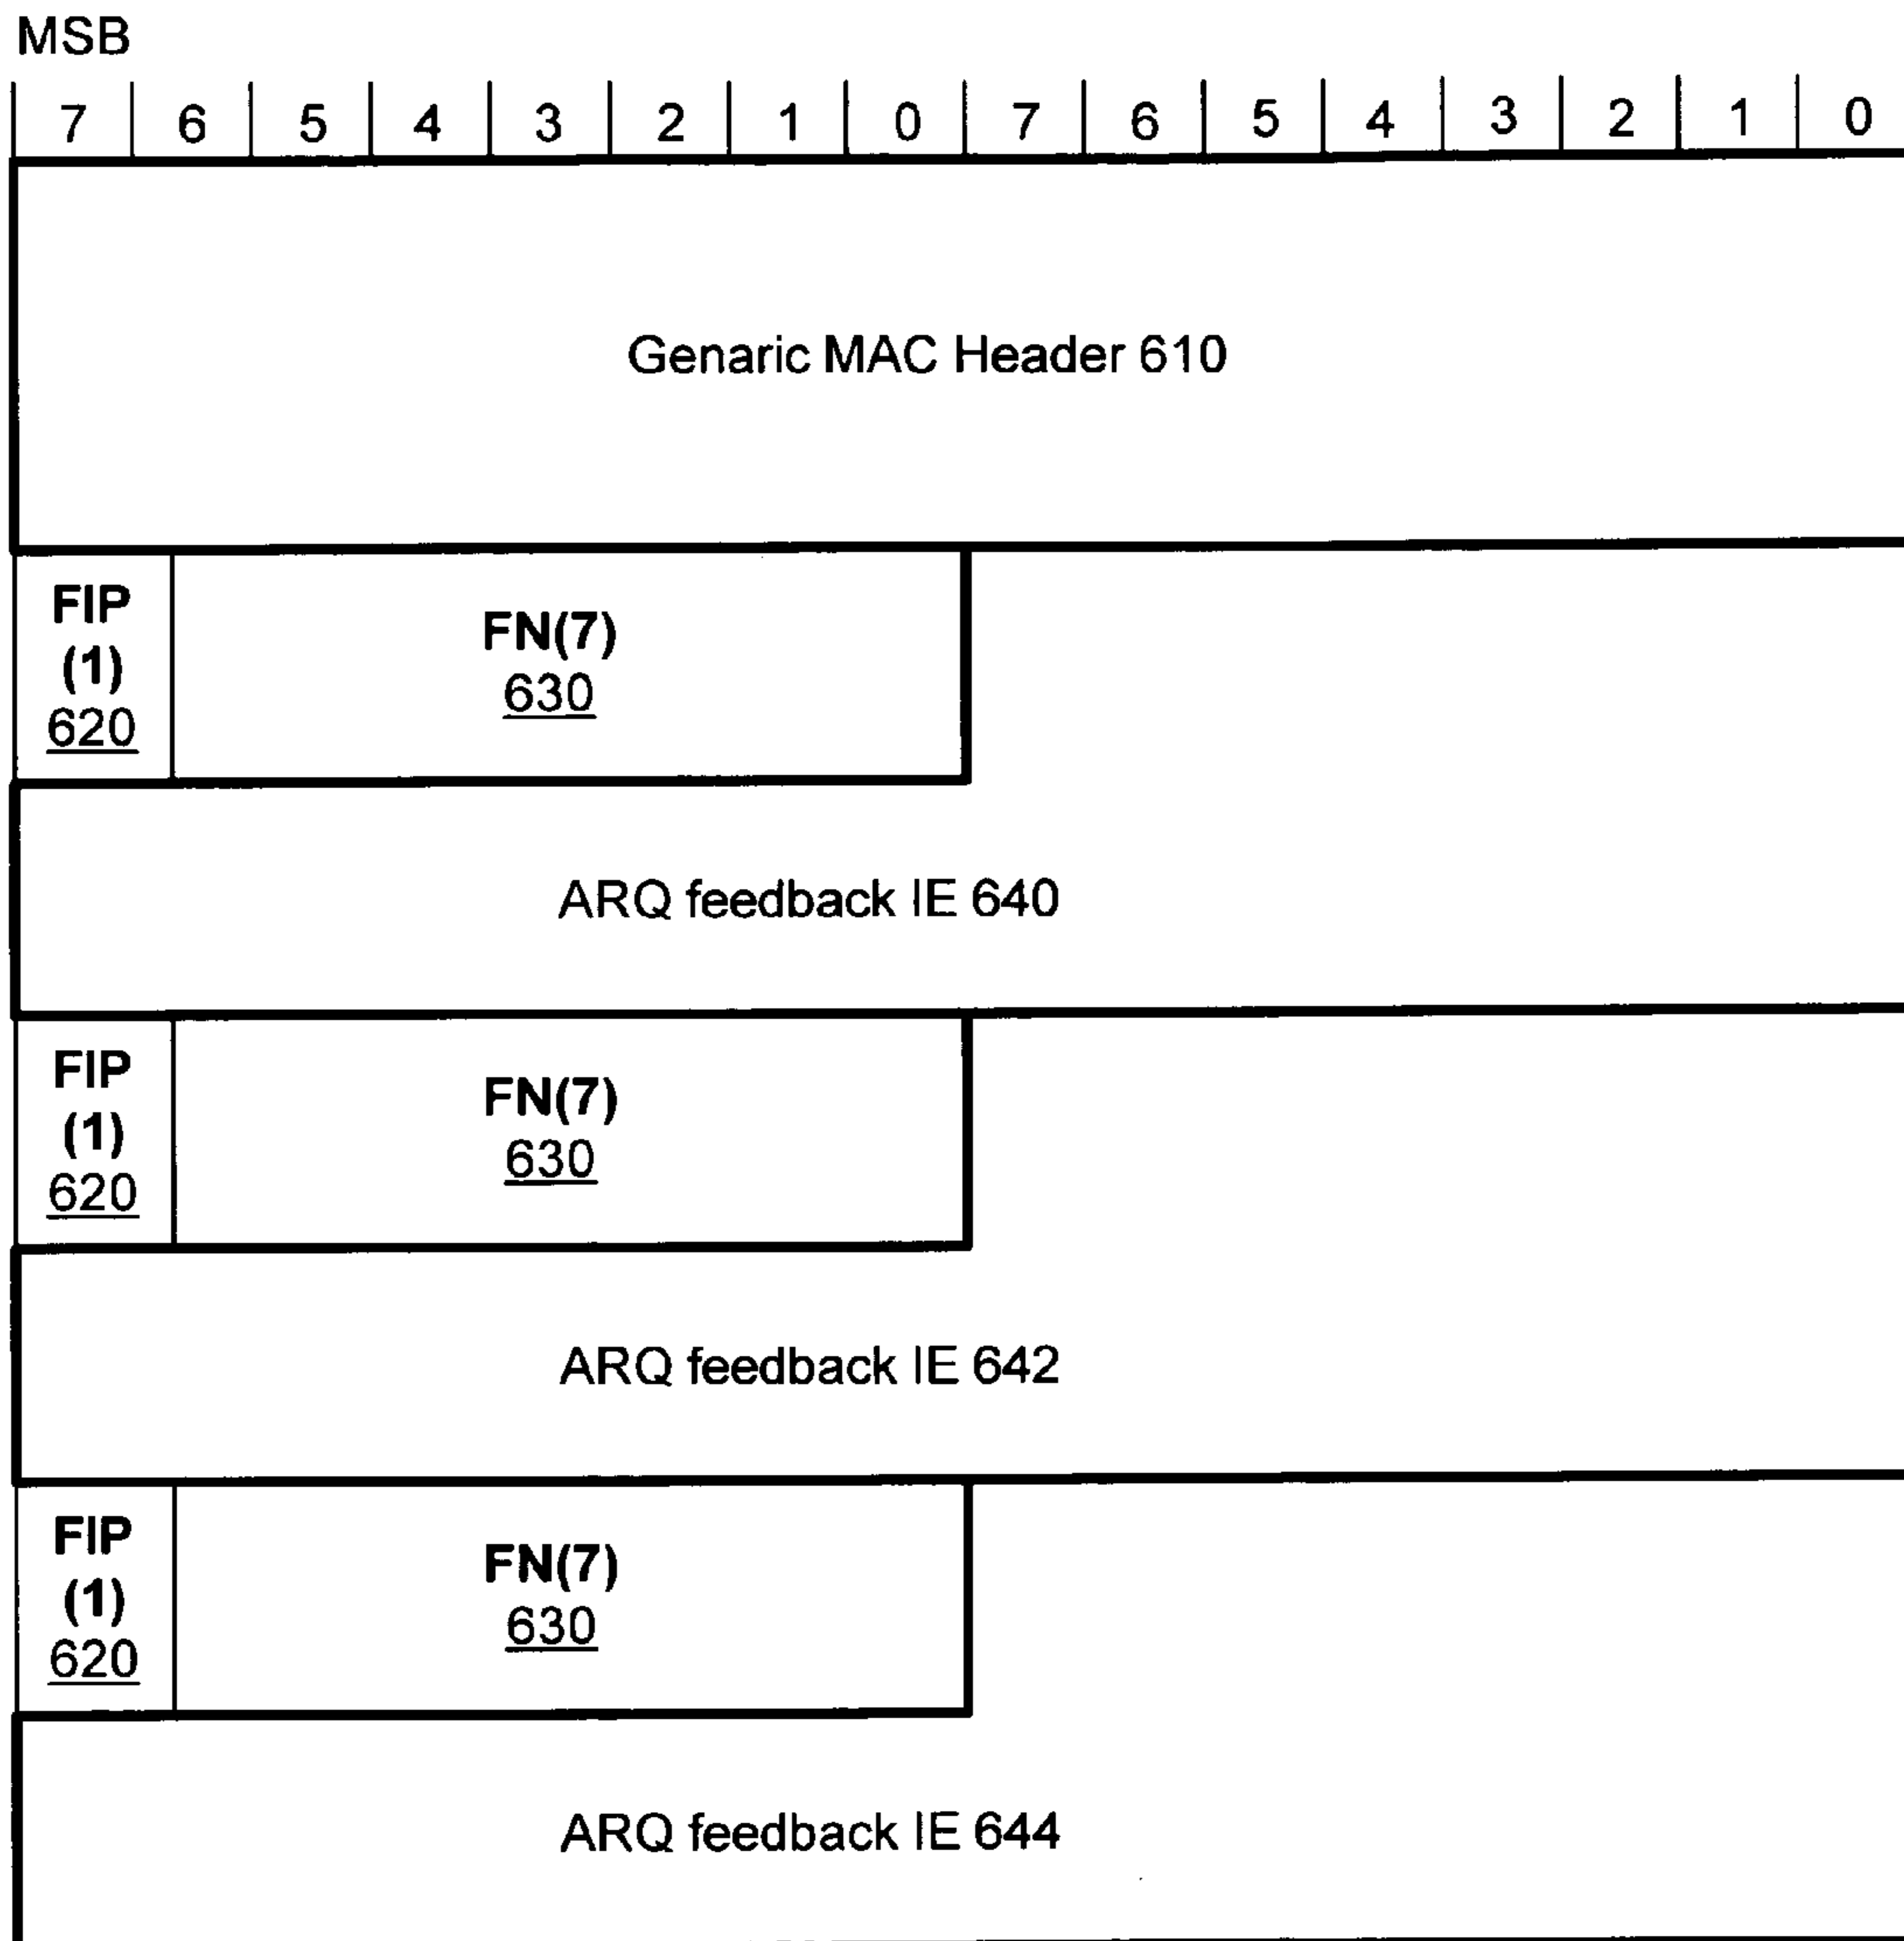 MSB
7 6 5 4 3 2 1 0 7 6 5 4 3 2 1 0
Genaric MAC Header 610
FIP
(1)
620
FN(7)
630
ARQ feedback IE 640
FIP
(1)
620
FN(7)
630
ARQ feedback IE 642
FIP
(1)
620
FN(7)
630
ARQ feedback IE 644